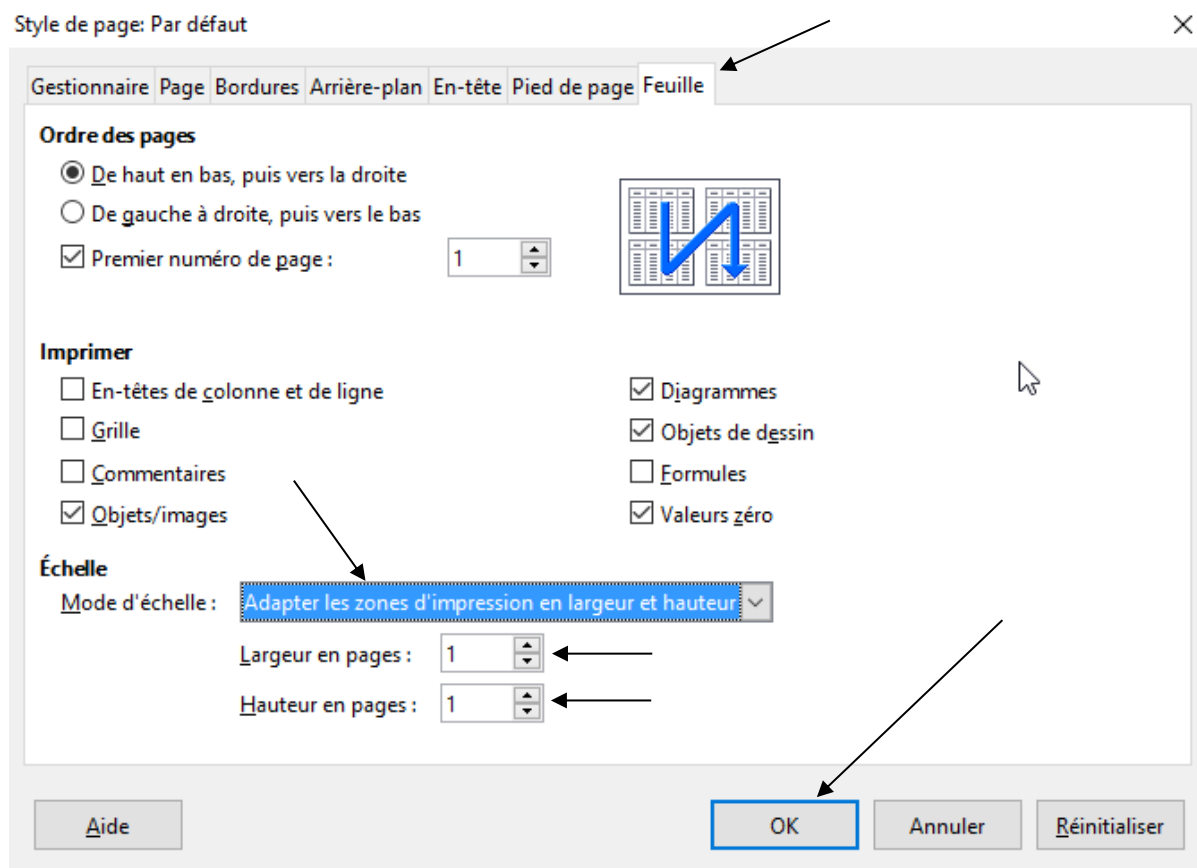 Style de page: Par défaut
Gestionnaire Page Bordures Arrière-plan En-tête Pied de page Feuille
Ordre des pages
De haut en bas, puis vers la droite
De gauche à droite, puis vers le bas
Premier numéro de page : 1
Imprimer
En-têtes de colonne et de ligne
Grille
Commentaires
Objets/images
Diagrammes
Objets de dessin
Formules
Valeurs zéro
Échelle
Mode d'échelle : Adapter les zones d'impression en largeur et hauteur
Largeur en pages : 1
Hauteur en pages : 1
Aide OK Annuler Réinitialiser